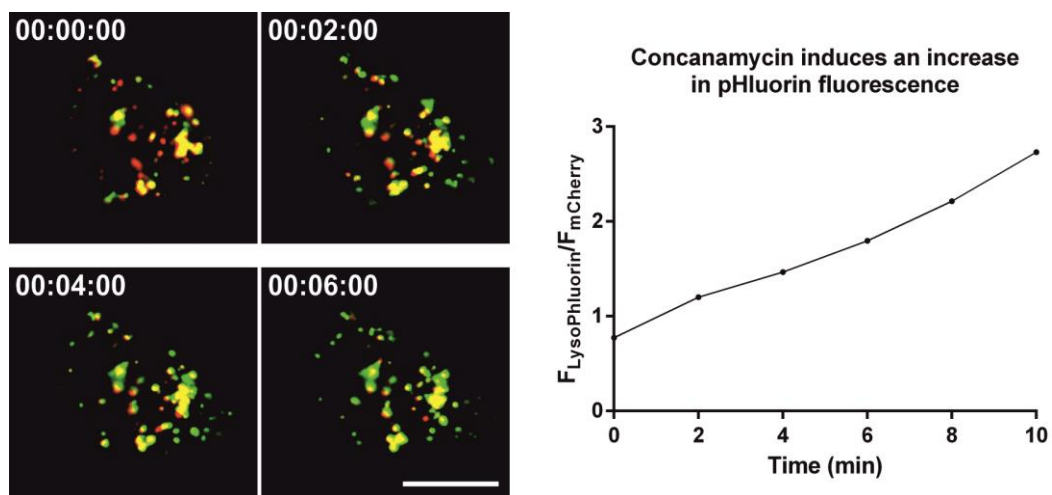 00:00:00
00:02:00
00:04:00
00:06:00
Concanamycin induces an increase
in pHluorin fluorescence
FLysoPhluorin/FmCherry
3
2
1
0
0 2 4 6 8 10
Time (min)